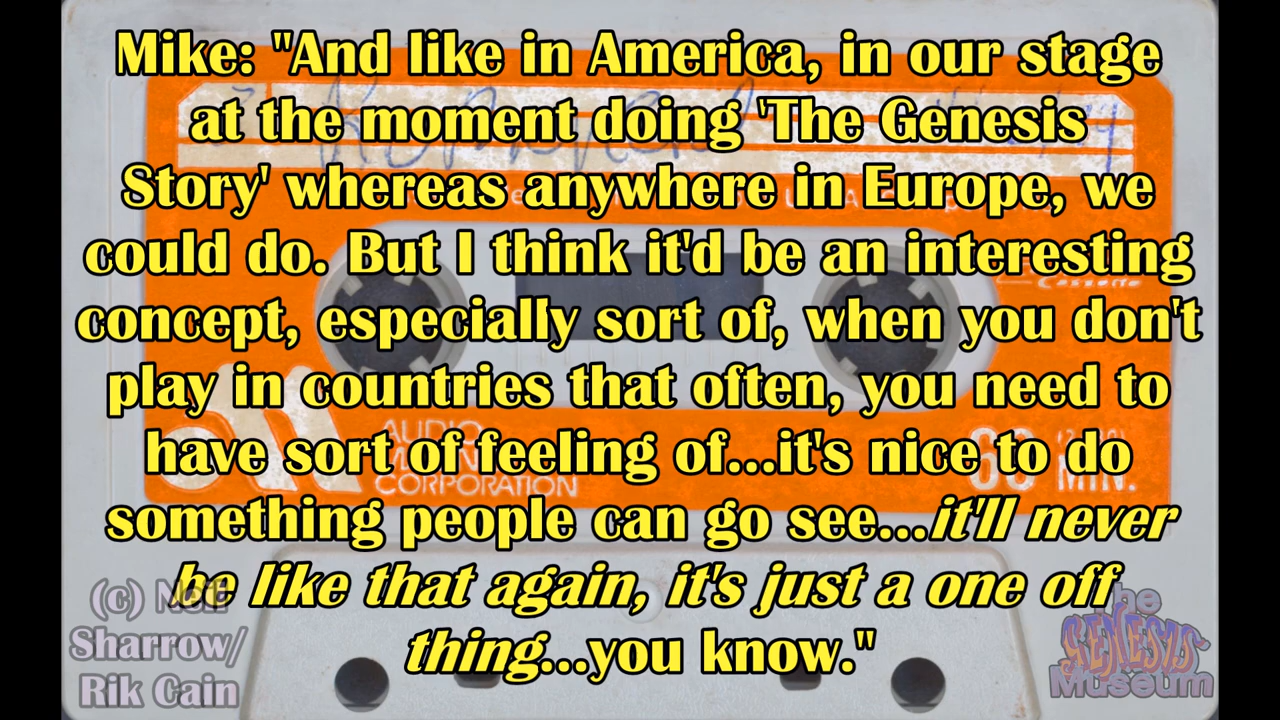 Mike: "And like in America, in our stage
at the moment doing 'The Genesis
Story' whereas anywhere in Europe, we
could do. But I think it'd be an interesting
concept, especially sort of, when you don't
play in countries that often, you need to
have sort of feeling of...it's nice to do
something people can go see...it'll never
be like that again, it's just a one off
thing...you know."
AUDIO
CORPORATION
60
MIN.
(c) Neil
Sharrow/
Rik Cain
The
GENESIS
Museum